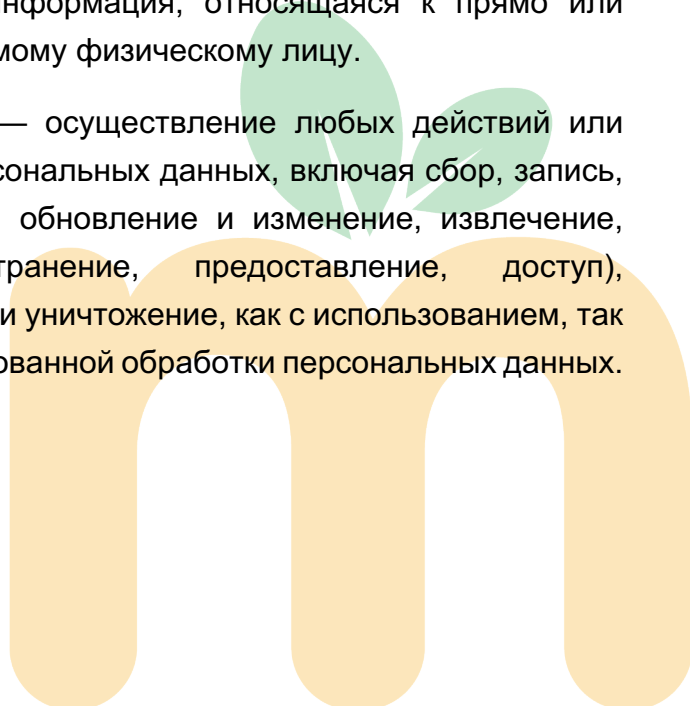 информация, относящаяся к прямо или
мому физическому лицу.
— осуществление любых действий или
сональных данных, включая сбор, запись,
обновление и изменение, извлечение,
транение, предоставление, доступ),
и уничтожение, как с использованием, так
ованной обработки персональных данных.